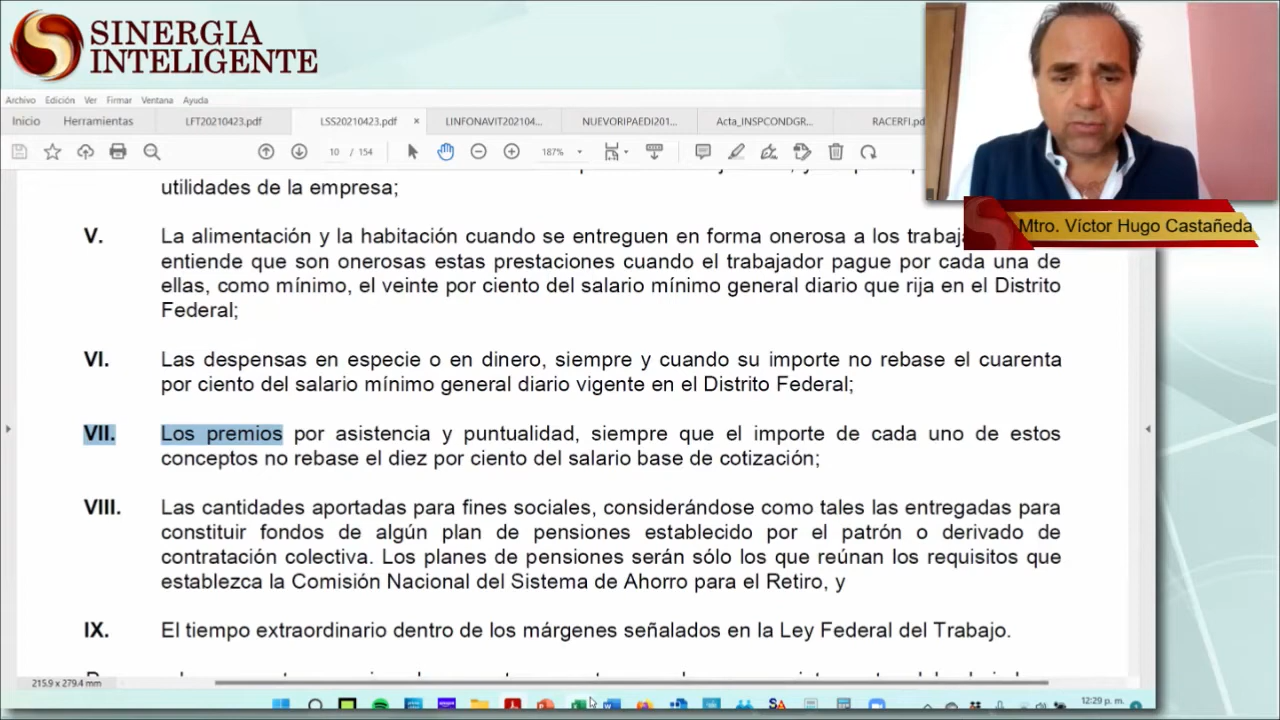 SINERGIA
INTELIGENTE
Archivo Edición Ver Firmar Ventana Ayuda
Inicio Herramientas LFT20210423.pdf LSS20210423.pdf × LINFONAVIT202104... NUEVORIPAEDI201... Acta_INSPCONDGR... RACERFI.pd
10 / 154 187%
utilidades de la empresa;
Mtro. Víctor Hugo Castañeda
V. La alimentación y la habitación cuando se entreguen en forma onerosa a los
entiende que son onerosas estas prestaciones cuando el trabajador pague por cada una de
ellas, como mínimo, el veinte por ciento del salario mínimo general diario que rija en el Distrito
Federal;
VI. Las despensas en especie o en dinero, siempre y cuando su importe no rebase el cuarenta
por ciento del salario mínimo general diario vigente en el Distrito Federal;
VII. Los premios por asistencia y puntualidad, siempre que el importe de cada uno de estos
conceptos no rebase el diez por ciento del salario base de cotización;
VIII. Las cantidades aportadas para fines sociales, considerándose como tales las entregadas para
constituir fondos de algún plan de pensiones establecido por el patrón o derivado de
contratación colectiva. Los planes de pensiones serán sólo los que reúnan los requisitos que
establezca la Comisión Nacional del Sistema de Ahorro para el Retiro, y
IX. El tiempo extraordinario dentro de los márgenes señalados en la Ley Federal del Trabajo.
215.9 x 279.4 mm
12:29 p. m.